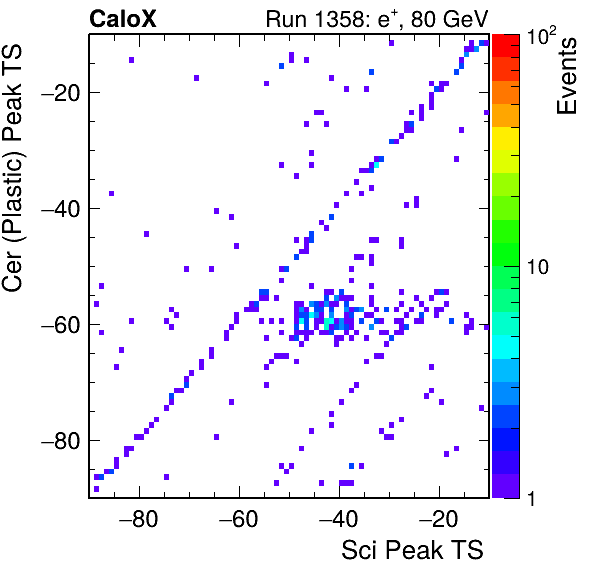 CaloX Run 1358: e⁺, 80 GeV
Cer (Plastic) Peak TS
−20
−40
−60
−80
−80 −60 −40 −20
Sci Peak TS
10²
10
1
Events